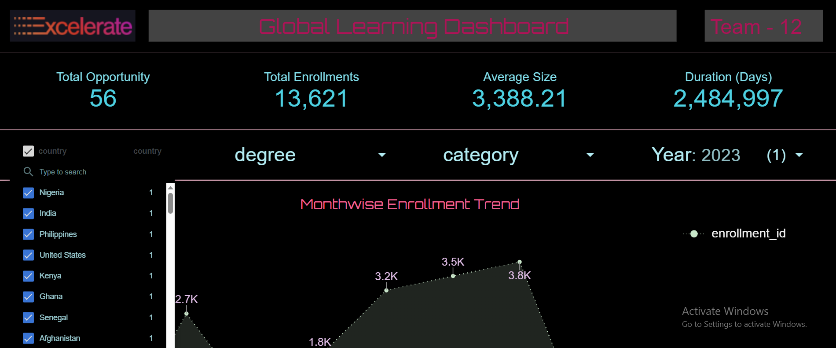 Excelerate
Global Learning Dashboard
Team - 12
Total Opportunity
56
Total Enrollments
13,621
Average Size
3,388.21
Duration (Days)
2,484,997
country
country
degree
category
Year: 2023 (1)
Type to search
Nigeria 1
India 1
Philippines 1
United States 1
Kenya 1
Ghana 1
Senegal 1
Afghanistan 1
Monthwise Enrollment Trend
enrollment_id
2.7K
1.8K
3.2K
3.5K
3.8K
Activate Windows
Go to Settings to activate Windows.